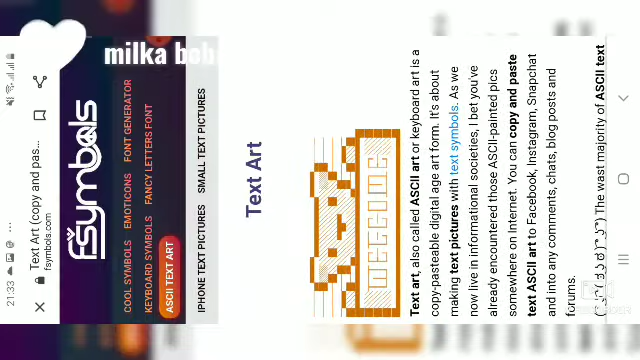 milka beb
21:33
Text Art (copy and pas...
fsymbols.com
fsymbols
COOL SYMBOLS EMOTICONS FONT GENERATOR
KEYBOARD SYMBOLS FANCY LETTERS FONT
ASCII TEXT ART
IPHONE TEXT PICTURES SMALL TEXT PICTURES
Text Art
Text art, also called ASCII art or keyboard art is a
copy-pasteable digital age art form. It's about
making text pictures with text symbols. As we
now live in informational societies, I bet you've
already encountered those ASCII-painted pics
somewhere on Internet. You can copy and paste
text ASCII art to Facebook, Instagram, Snapchat
and into any comments, chats, blog posts and
forums.
The wast majority of ASCII text